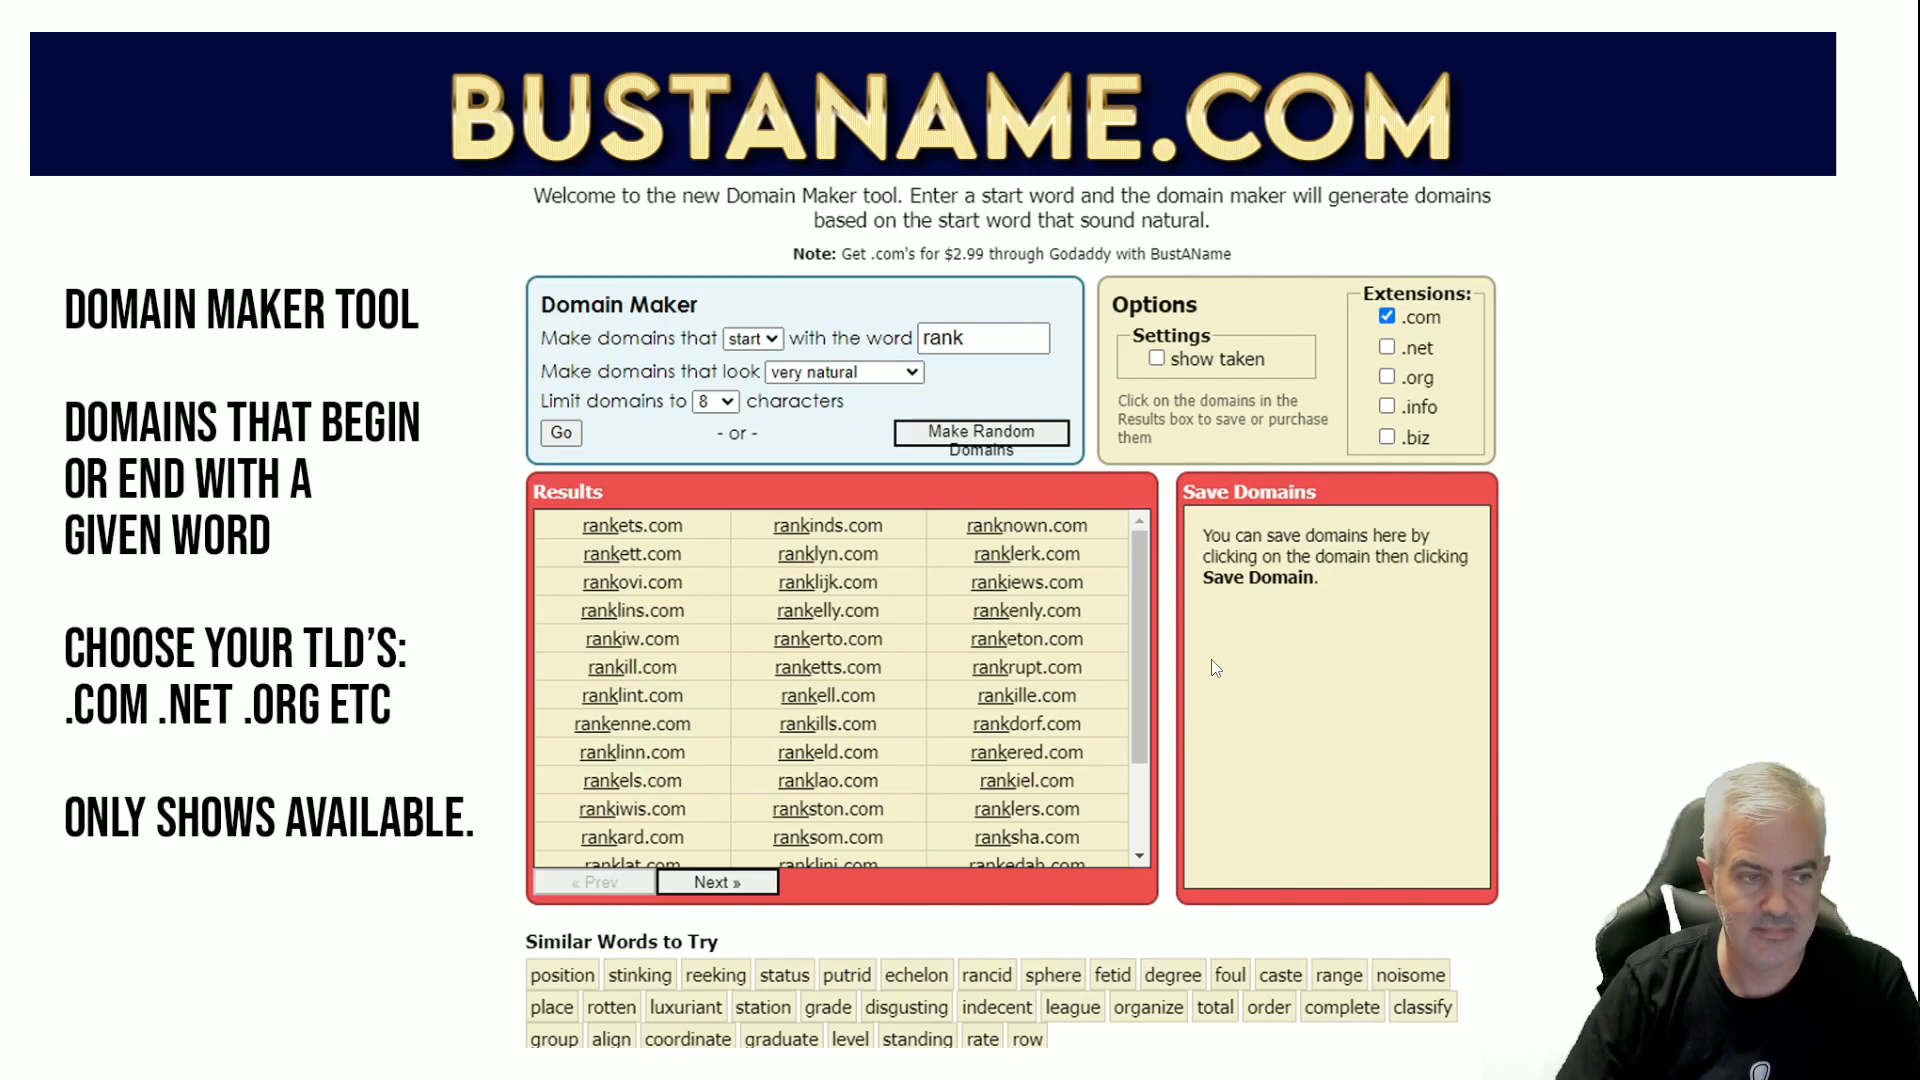 BUSTANAME.COM
Welcome to the new Domain Maker tool. Enter a start word and the domain maker will generate domains
based on the start word that sound natural.
Note: Get .com's for $2.99 through Godaddy with BustAName
DOMAIN MAKER TOOL
DOMAINS THAT BEGIN
OR END WITH A
GIVEN WORD
CHOOSE YOUR TLD'S:
.COM .NET .ORG ETC
ONLY SHOWS AVAILABLE.
Domain Maker
Make domains that start with the word rank
Make domains that look very natural
Limit domains to 8 characters
Go - or - Make Random
Domains
Options
Settings
show taken
Click on the domains in the
Results box to save or purchase
them
Extensions:
.com
.net
.org
.info
.biz
Results
rankets.com rankinds.com ranknown.com
rankett.com ranklyn.com ranklerk.com
rankovi.com ranklijk.com rankiews.com
ranklins.com rankelly.com rankenly.com
rankiw.com rankerto.com ranketon.com
rankill.com ranketts.com rankrupt.com
ranklint.com rankell.com rankille.com
rankenne.com rankills.com rankdorf.com
ranklinn.com rankeld.com rankered.com
rankels.com ranklao.com rankiel.com
rankiwis.com rankston.com ranklers.com
rankard.com ranksom.com ranksha.com
ranklat.com ranklini.com rankedah.com
« Prev Next »
Save Domains
You can save domains here by
clicking on the domain then clicking
Save Domain.
Similar Words to Try
position stinking reeking status putrid echelon rancid sphere fetid degree foul caste range noisome
place rotten luxuriant station grade disgusting indecent league organize total order complete classify
group align coordinate graduate level standing rate row